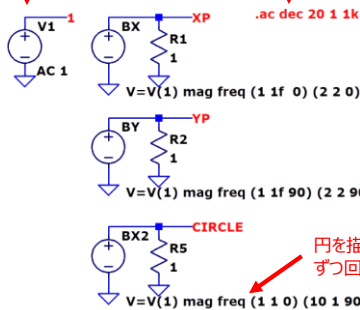 1
V1
AC 1
BX
XP
R1
1
.ac dec 20 1 1k
V=V(1) mag freq (1 1f 0) (2 2 0)
BY
YP
R2
1
V=V(1) mag freq (1 1f 90) (2 2 90
BX2
CIRCLE
R5
1
円を描
ずつ回
V=V(1) mag freq (1 1 0) (10 1 90